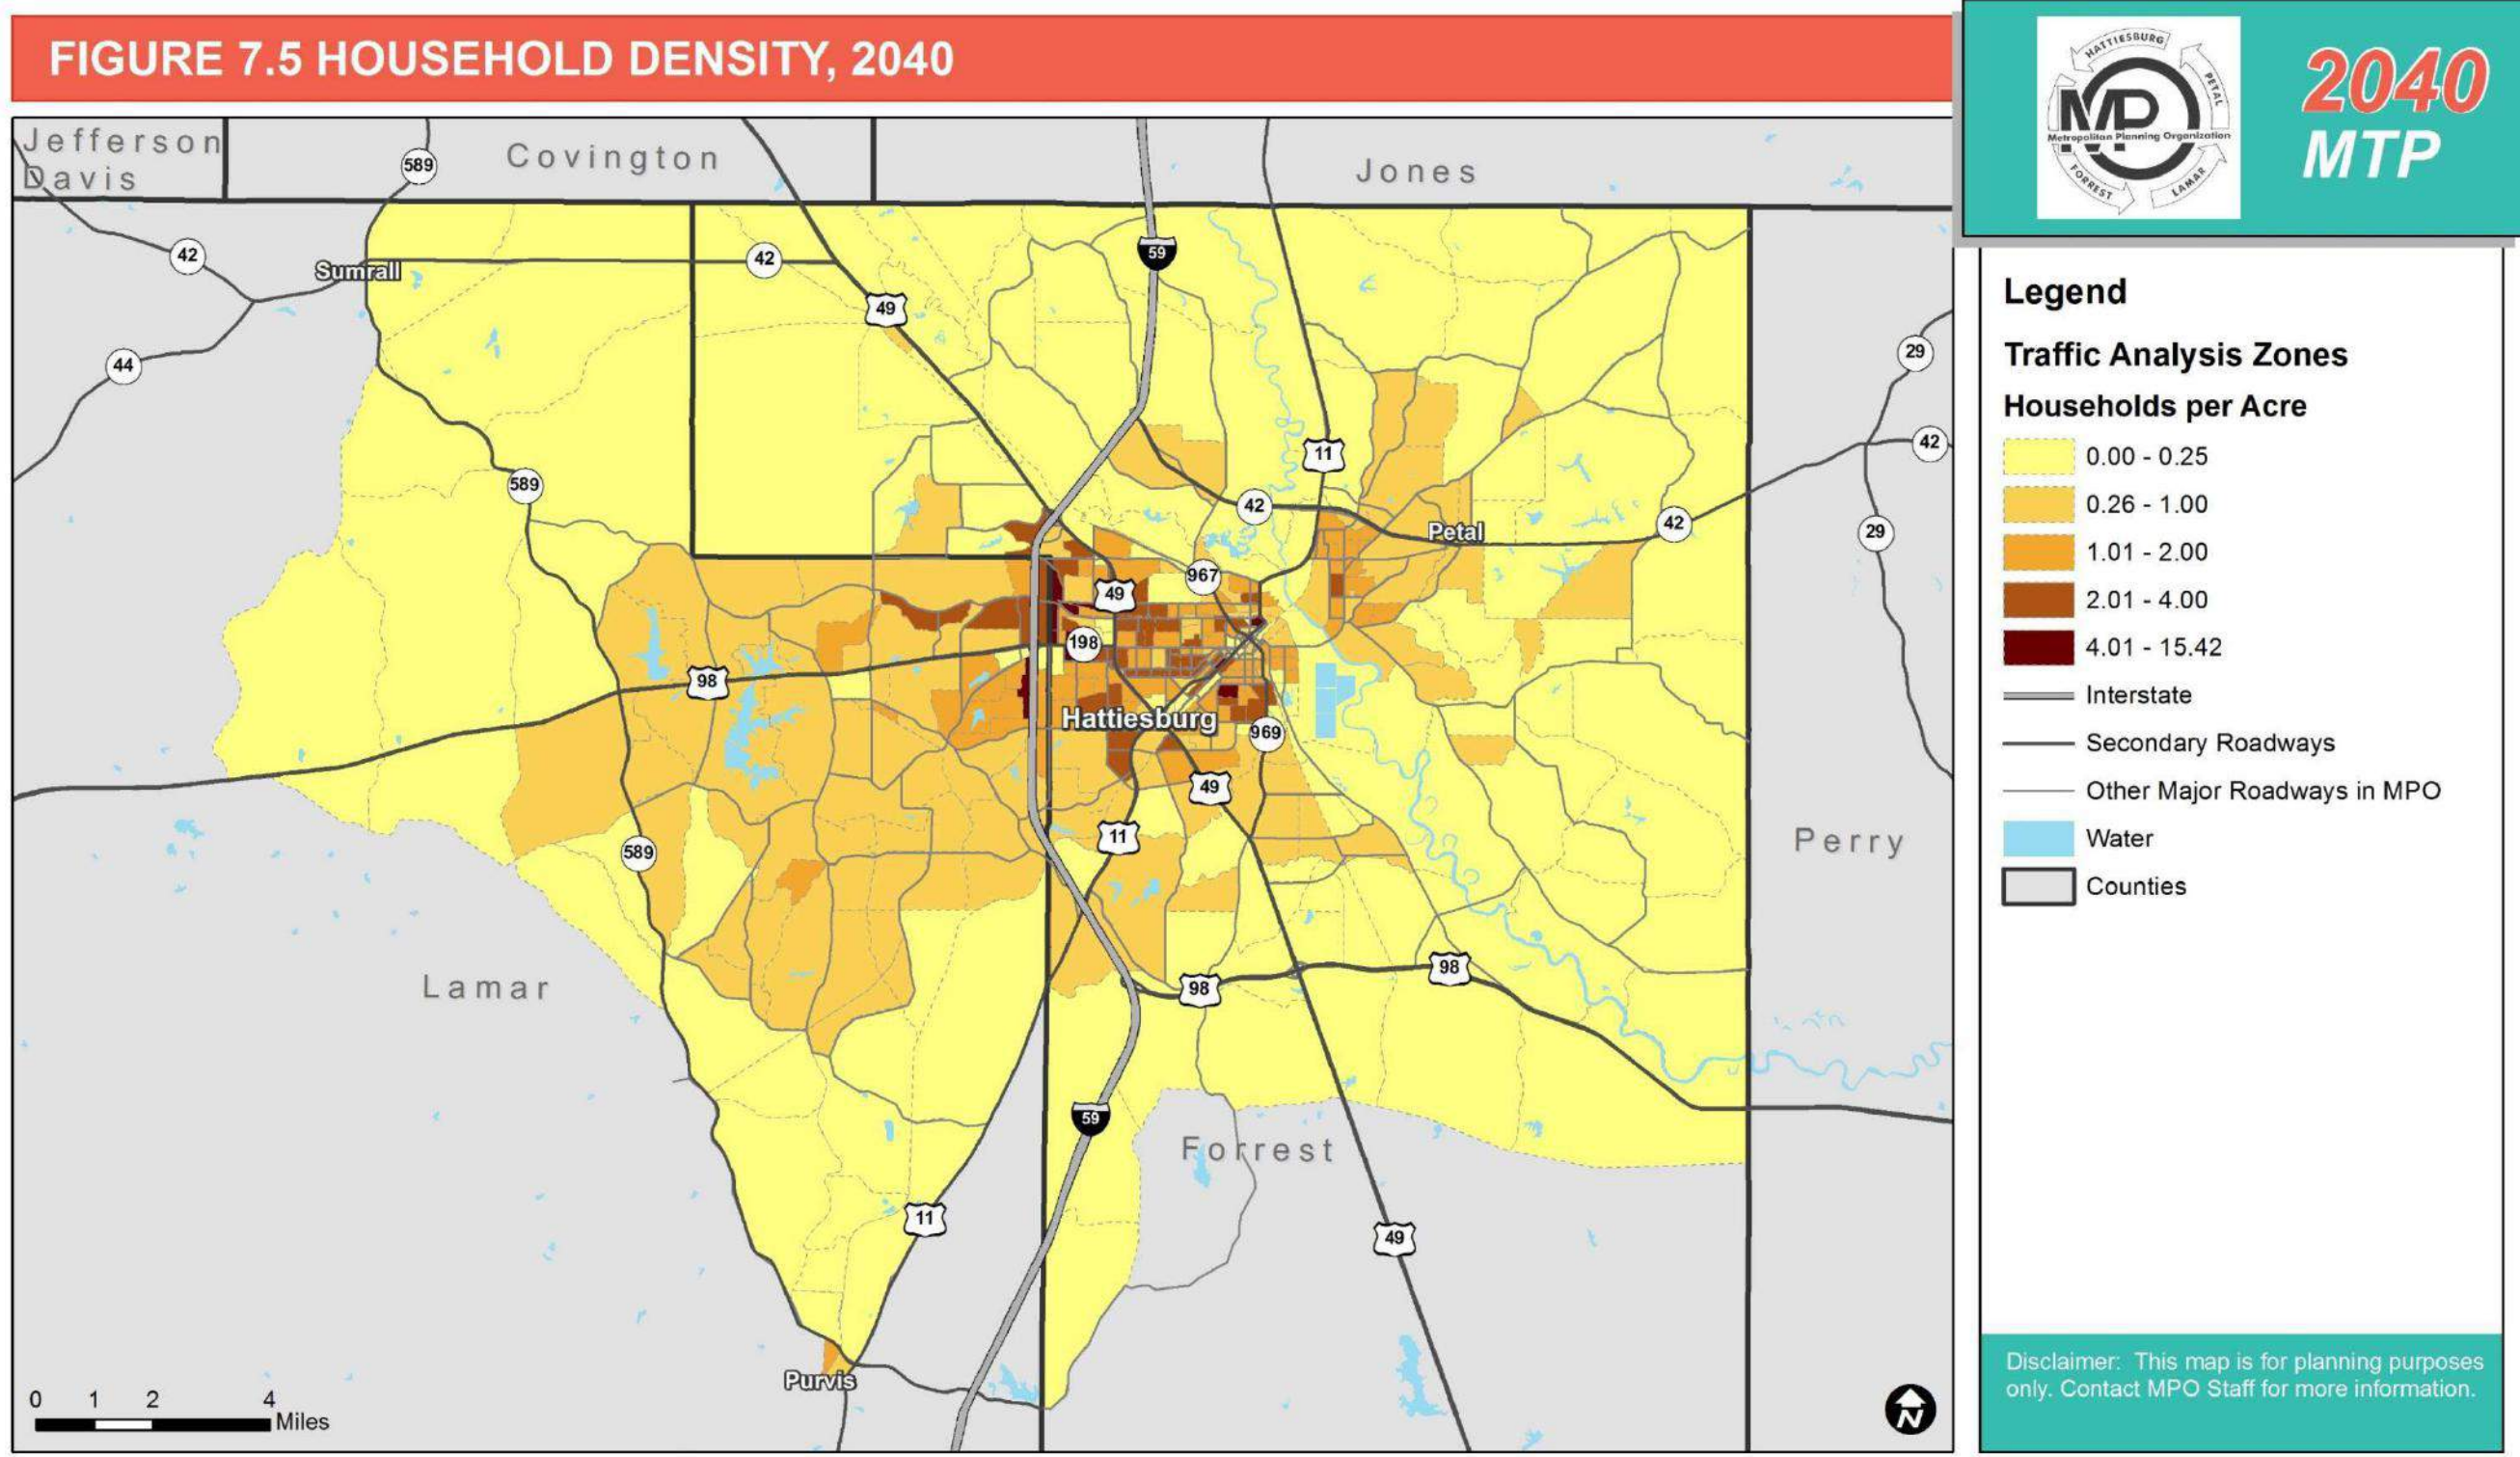 FIGURE 7.5 HOUSEHOLD DENSITY, 2040
HATTIESBURG
PETAL
LAMAR
FORREST
MPO
Metropolitan Planning Organization
2040
MTP
Jefferson
Davis
Covington
Jones
589
42
Sumrall
42
59
49
44
29
589
11
42
42
Petal
42
29
967
49
198
98
Hattiesburg
969
49
11
589
Perry
Lamar
98
98
59
Forrest
11
49
Purvis
0 1 2 4
Miles
N
Legend
Traffic Analysis Zones
Households per Acre
0.00 - 0.25
0.26 - 1.00
1.01 - 2.00
2.01 - 4.00
4.01 - 15.42
Interstate
Secondary Roadways
Other Major Roadways in MPO
Water
Counties
Disclaimer: This map is for planning purposes
only. Contact MPO Staff for more information.